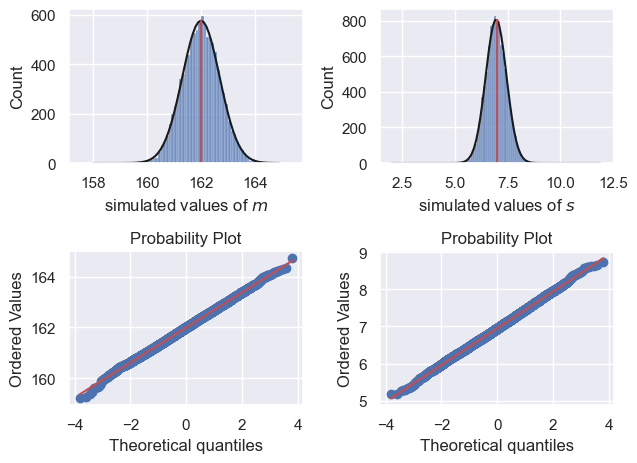 600
400
200
0
Count
158 160 162 164
simulated values of m
800
600
400
200
0
Count
2.5 5.0 7.5 10.0 12.5
simulated values of s
Probability Plot
164
162
160
Ordered Values
−4 −2 0 2 4
Theoretical quantiles
Probability Plot
9
8
7
6
5
Ordered Values
−4 −2 0 2 4
Theoretical quantiles